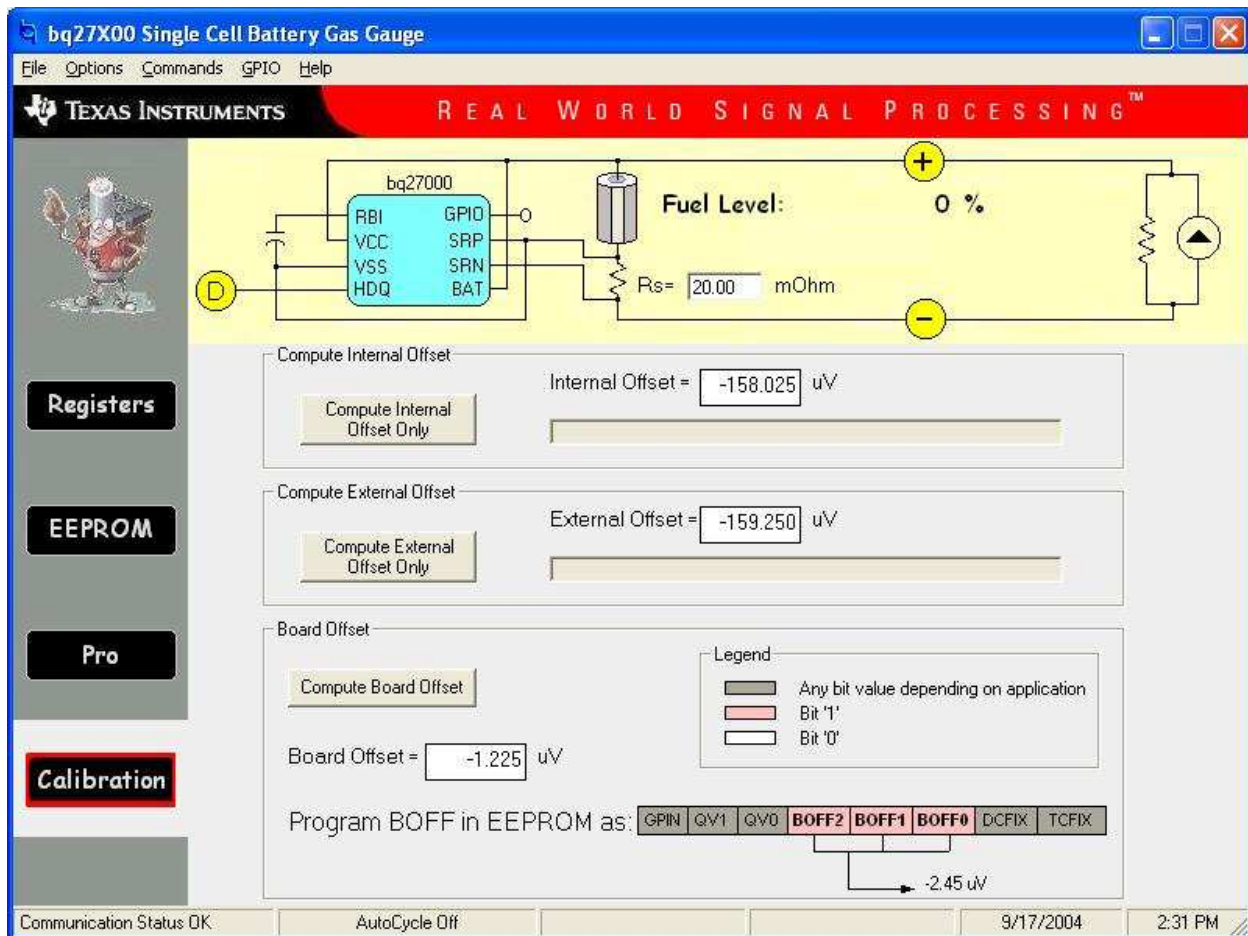 bq27X00 Single Cell Battery Gas Gauge
File Options Commands GPIO Help
TEXAS INSTRUMENTS REAL WORLD SIGNAL PROCESSING™
bq27000
RBI GPIO
VCC SRP
VSS SRN
HDQ BAT
D
+
−
Fuel Level: 0 %
Rs= 20.00 mOhm
Registers
EEPROM
Pro
Calibration
Compute Internal Offset
Compute Internal
Offset Only
Internal Offset = -158.025 uV
Compute External Offset
Compute External
Offset Only
External Offset = -159.250 uV
Board Offset
Compute Board Offset
Legend
Any bit value depending on application
Bit '1'
Bit '0'
Board Offset = -1.225 uV
Program BOFF in EEPROM as: GPIN QV1 QV0 BOFF2 BOFF1 BOFF0 DCFIX TCFIX
-2.45 uV
Communication Status OK AutoCycle Off 9/17/2004 2:31 PM